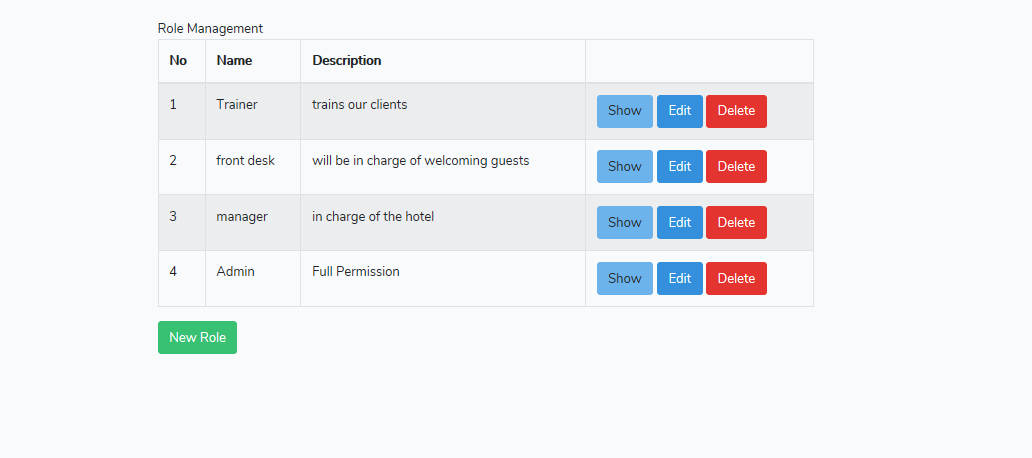 Role Management
No Name Description
1 Trainer trains our clients Show Edit Delete
2 front desk will be in charge of welcoming guests Show Edit Delete
3 manager in charge of the hotel Show Edit Delete
4 Admin Full Permission Show Edit Delete
New Role